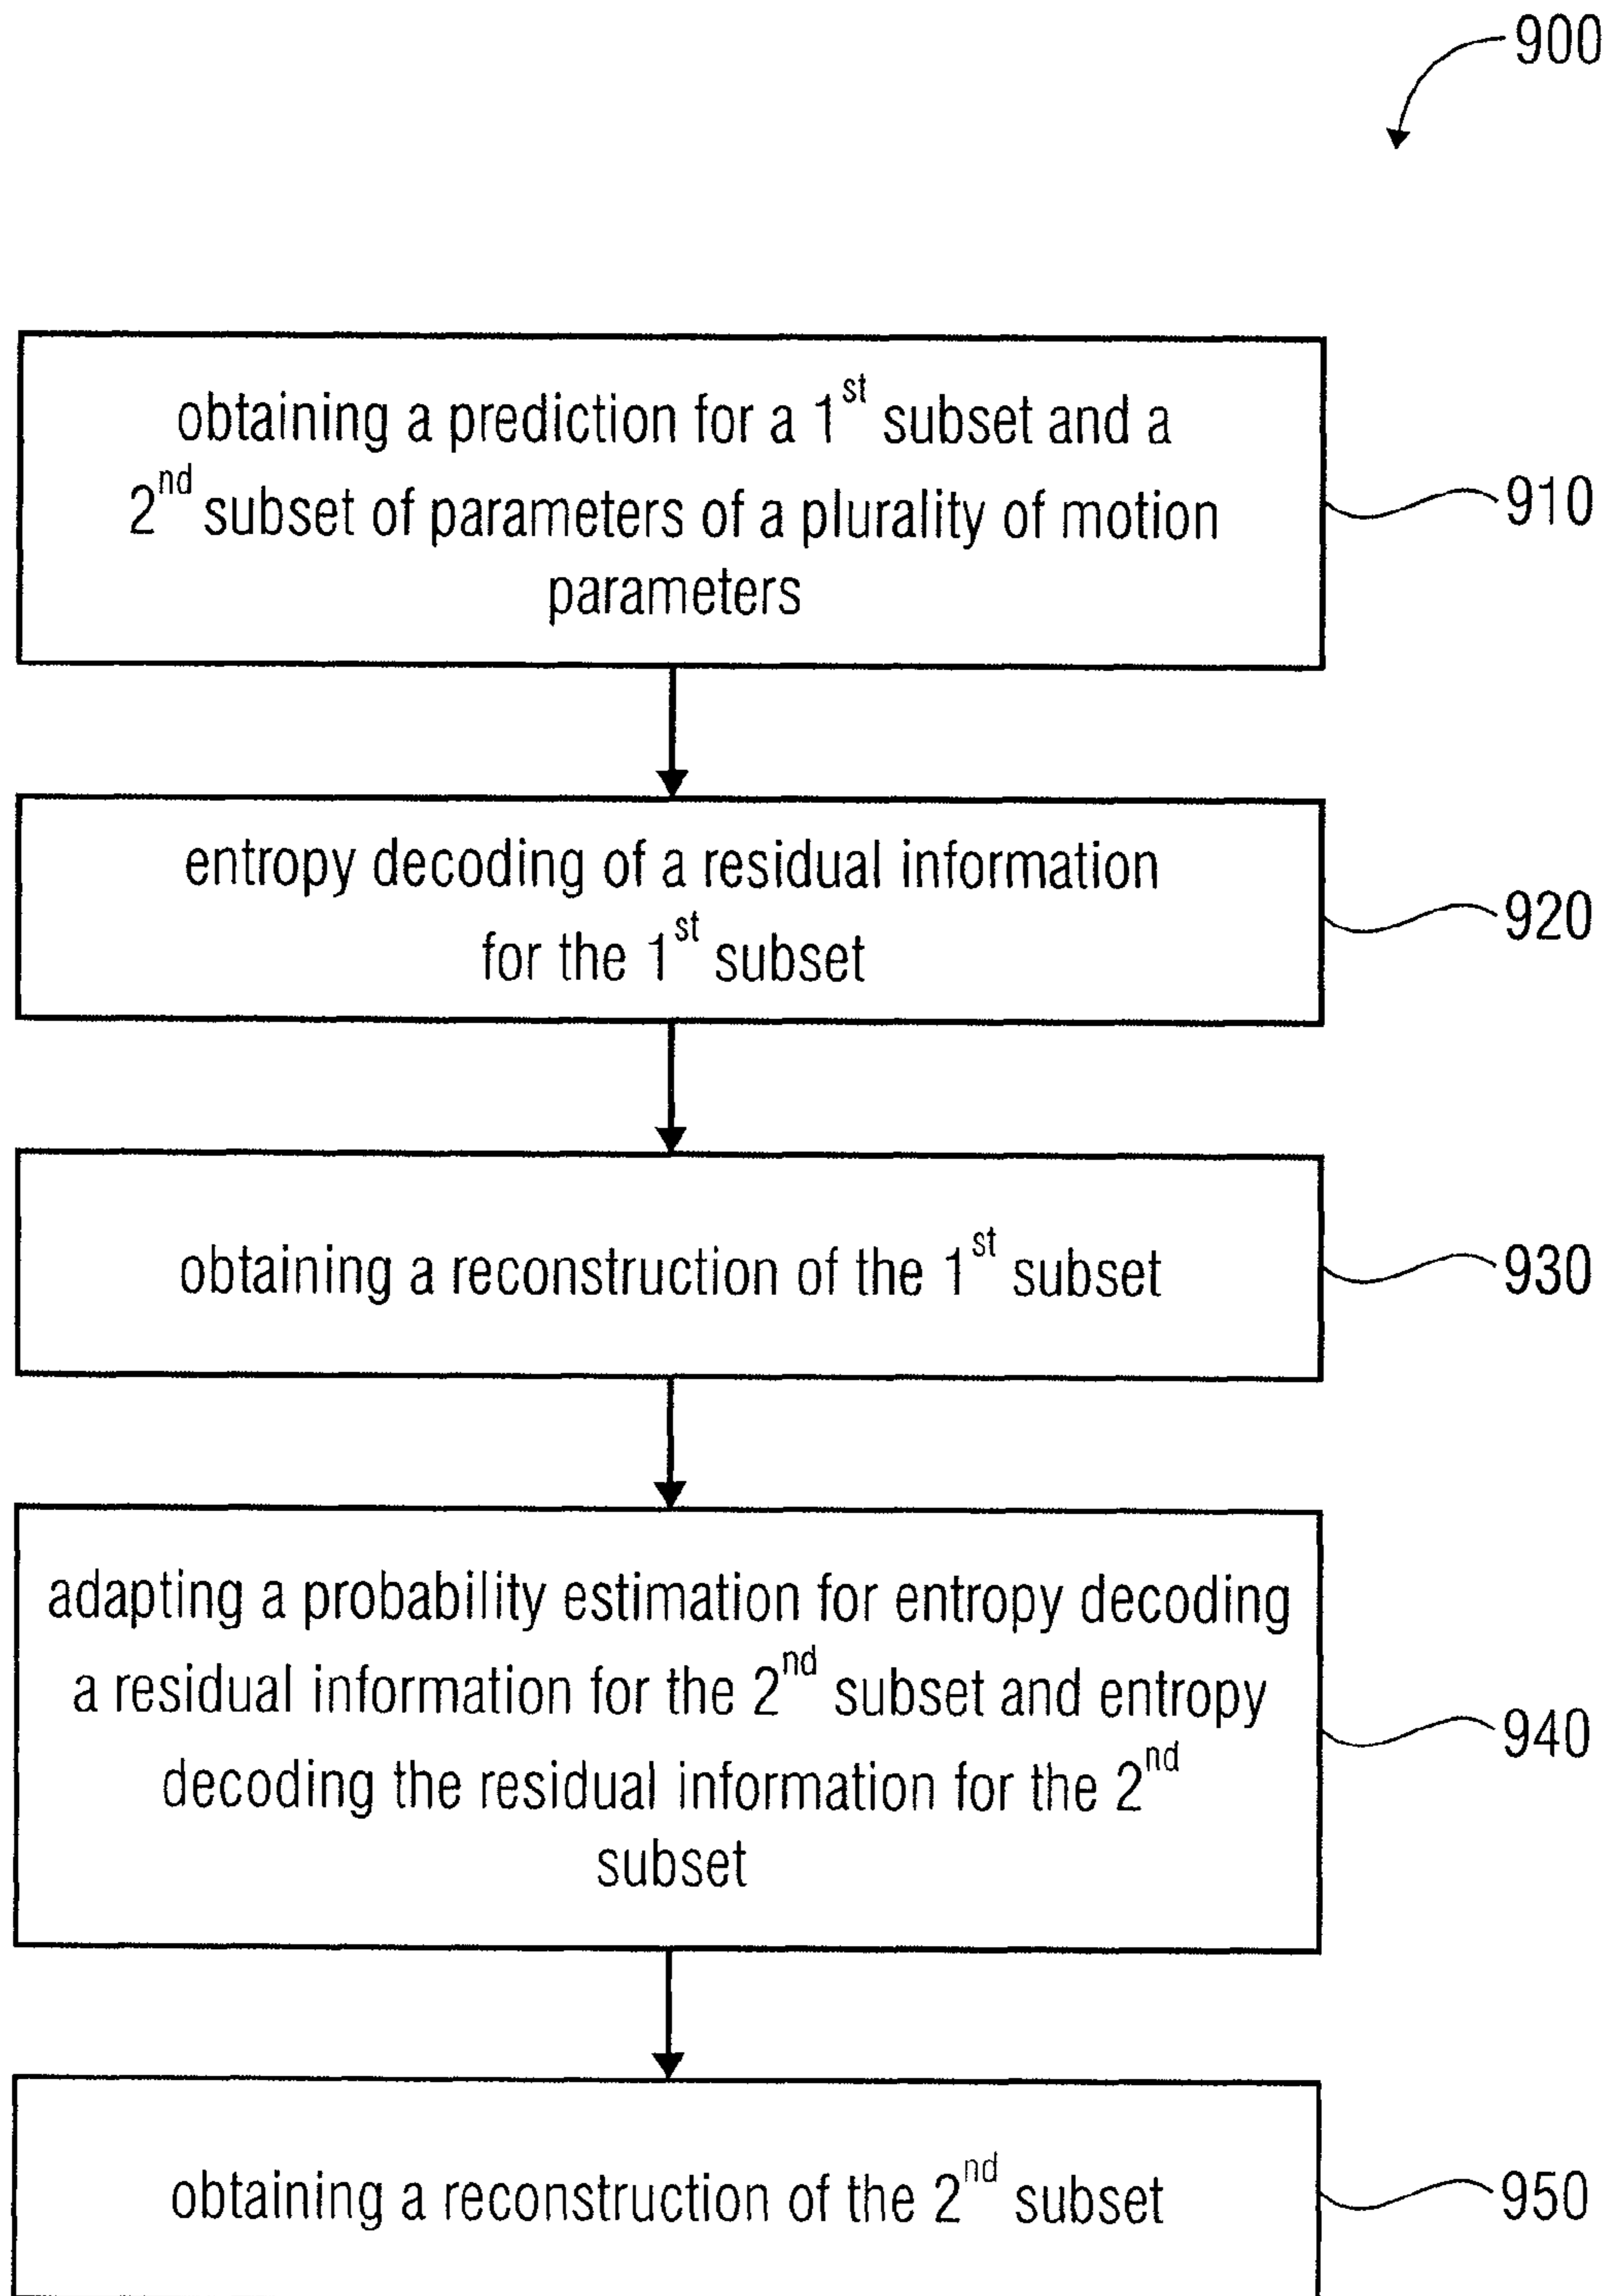 900
obtaining a prediction for a 1st subset and a
2nd subset of parameters of a plurality of motion
parameters
910
entropy decoding of a residual information
for the 1st subset
920
obtaining a reconstruction of the 1st subset
930
adapting a probability estimation for entropy decoding
a residual information for the 2nd subset and entropy
decoding the residual information for the 2nd
subset
940
obtaining a reconstruction of the 2nd subset
950